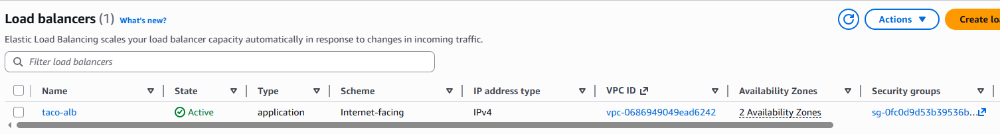 Load balancers (1) What's new?
Actions
Create lo
Elastic Load Balancing scales your load balancer capacity automatically in response to changes in incoming traffic.
Filter load balancers
Name State Type Scheme IP address type VPC ID Availability Zones Security groups
taco-alb Active application Internet-facing IPv4 vpc-0686949049ead6242 2 Availability Zones sg-0fc0d9d53b39536b...